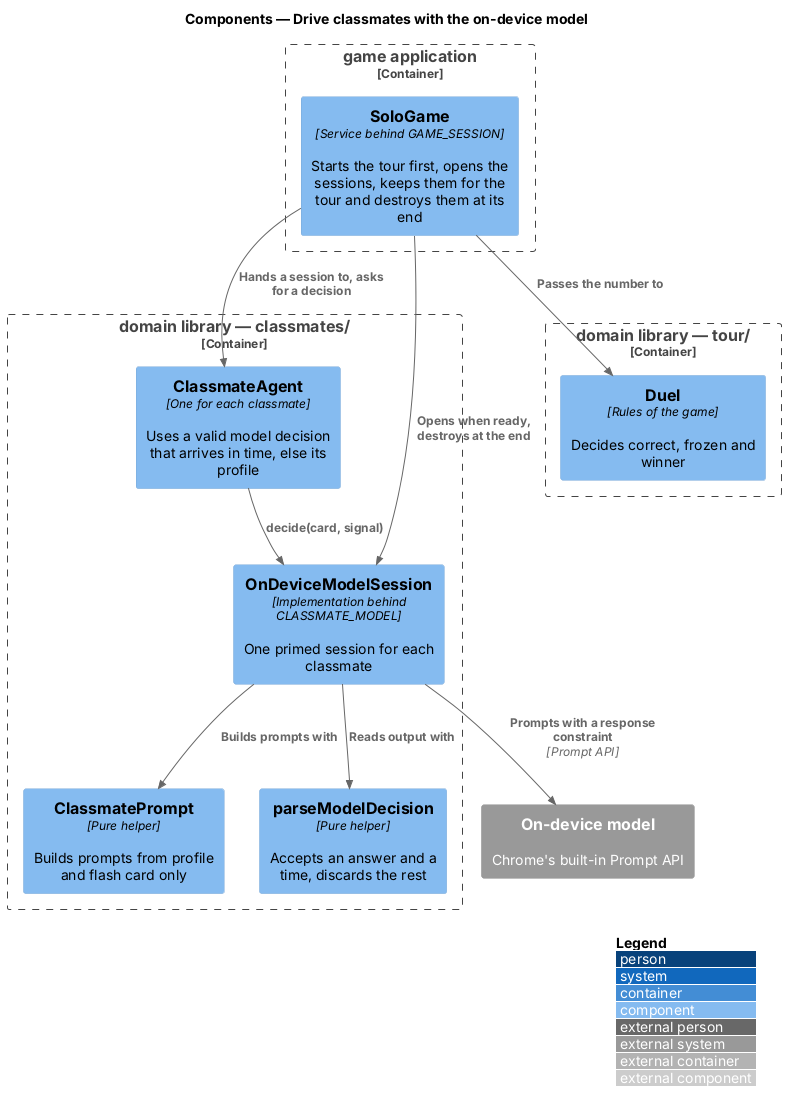 Components — Drive classmates with the on-device model
game application
[Container]
SoloGame
[Service behind GAME_SESSION]
Starts the tour first, opens the
sessions, keeps them for the
tour and destroys them at its
end
Hands a session to, asks
for a decision
Passes the number to
domain library — classmates/
[Container]
domain library — tour/
[Container]
ClassmateAgent
[One for each classmate]
Uses a valid model decision
that arrives in time, else its
profile
Duel
[Rules of the game]
Decides correct, frozen and
winner
Opens when ready,
destroys at the end
decide(card, signal)
OnDeviceModelSession
[Implementation behind
CLASSMATE_MODEL]
One primed session for each
classmate
Builds prompts with
Reads output with
Prompts with a response
constraint
[Prompt API]
ClassmatePrompt
[Pure helper]
Builds prompts from profile
and flash card only
parseModelDecision
[Pure helper]
Accepts an answer and a
time, discards the rest
On-device model
Chrome's built-in Prompt API
Legend
person
system
container
component
external person
external system
external container
external component